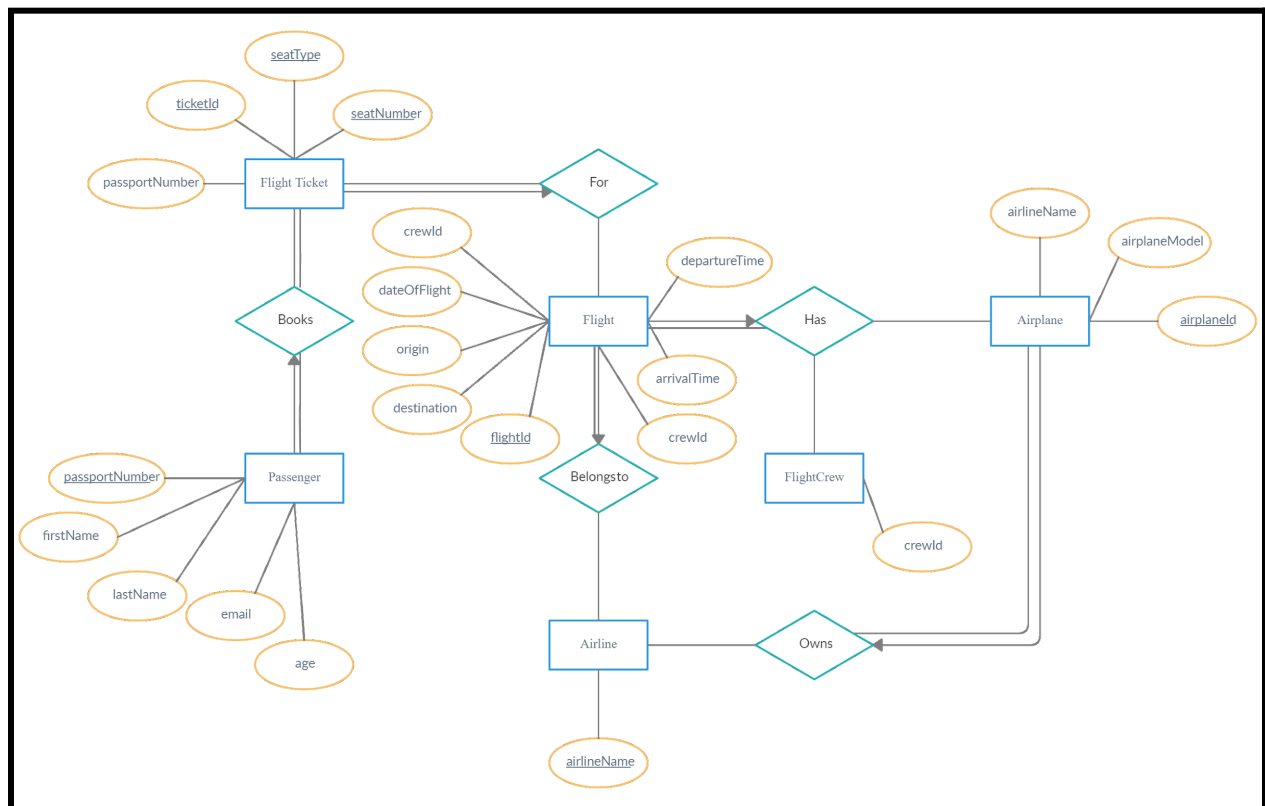 seatType
ticketId
seatNumber
passportNumber
Flight Ticket
For
airlineName
crewId
departureTime
airplaneModel
dateOfFlight
Books
Flight
Has
Airplane
airplaneId
origin
arrivalTime
destination
flightId
crewId
passportNumber
Passenger
Belongsto
FlightCrew
firstName
crewId
lastName
email
age
Airline
Owns
airlineName